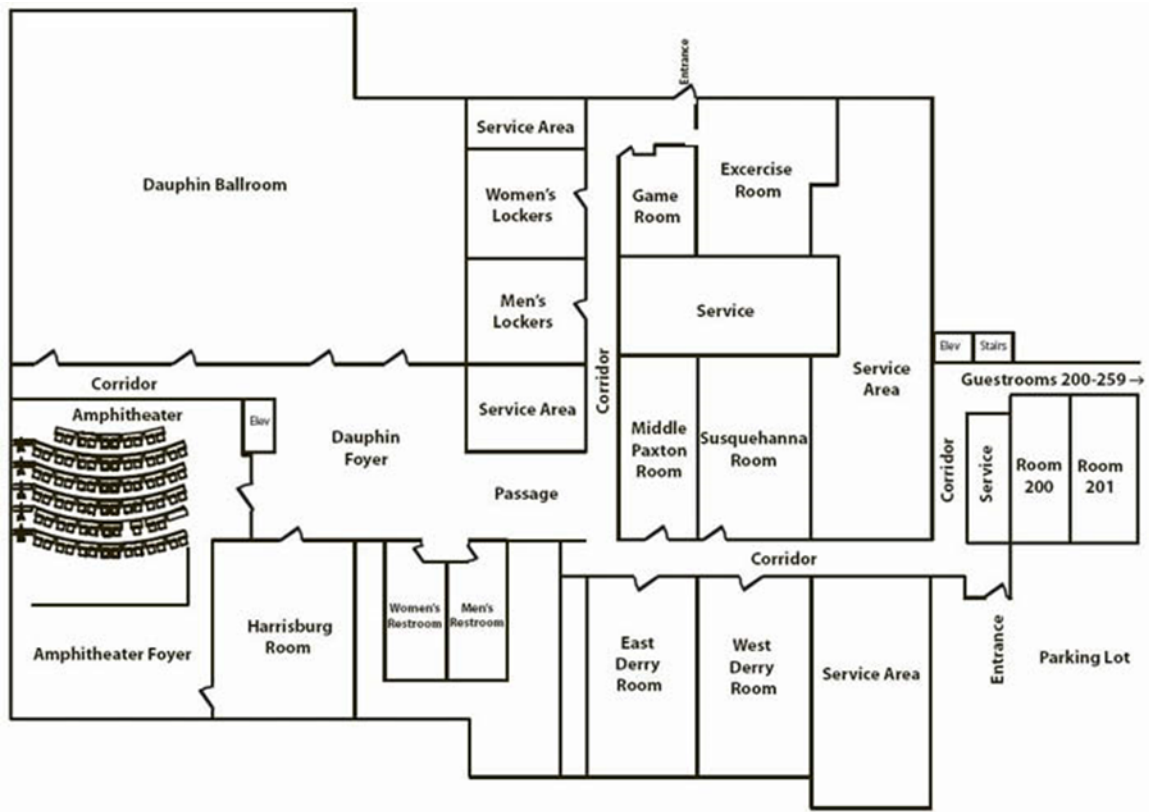 Entrance
Service Area
Dauphin Ballroom
Women's
Lockers
Game
Room
Excercise
Room
Men's
Lockers
Service
Corridor
Elev
Stairs
Guestrooms 200-259 →
Corridor
Service
Area
Amphitheater
Elev
Service Area
Dauphin
Foyer
Middle
Paxton
Room
Susquehanna
Room
Corridor
Service
Room
200
Room
201
Passage
Corridor
Women's
Restroom
Men's
Restroom
Harrisburg
Room
Amphitheater Foyer
East
Derry
Room
West
Derry
Room
Service Area
Entrance
Parking Lot